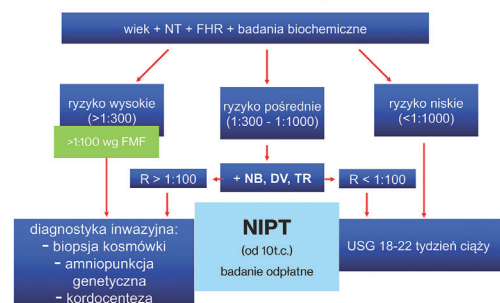 wiek + NT + FHR + badania biochemiczne
ryzyko wysokie
(>1:300)
>1:100 wg FMF
ryzyko pośrednie
(1:300 - 1:1000)
ryzyko niskie
(<1:1000)
R > 1:100
+ NB, DV, TR
R < 1:100
diagnostyka inwazyjna:
- biopsja kosmówki
- amniopunkcja
genetyczna
- kordocenteza
NIPT
(od 10t.c.)
badanie odpłatne
USG 18-22 tydzień ciąży